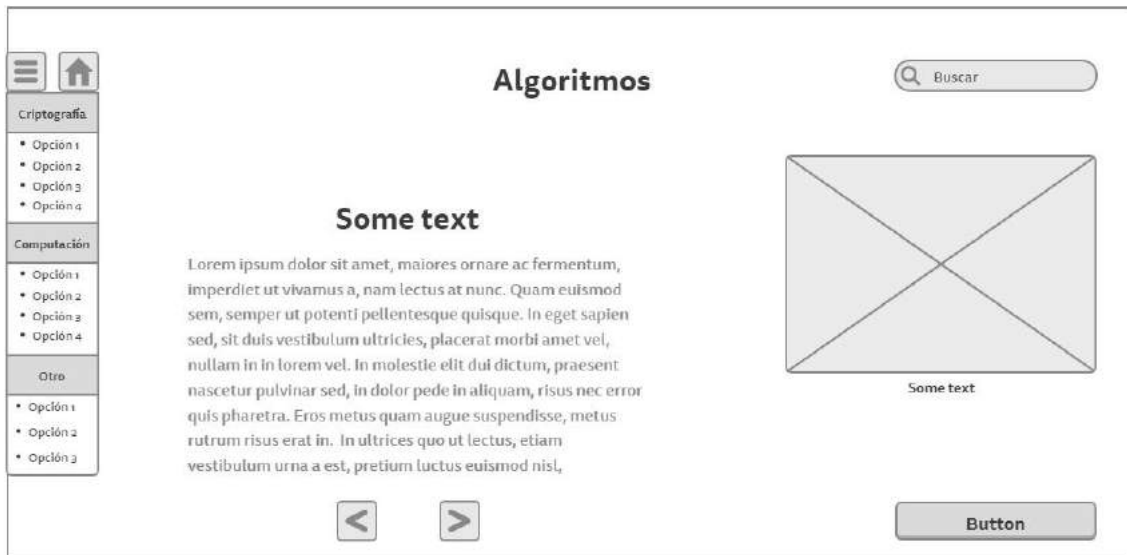 Algoritmos
Buscar
Criptografía
• Opción 1
• Opción 2
• Opción 3
• Opción 4
Computación
• Opción 1
• Opción 2
• Opción 3
• Opción 4
Otro
• Opción 1
• Opción 2
• Opción 3
Some text
Lorem ipsum dolor sit amet, maiores ornare ac fermentum,
imperdiet ut vivamus a, nam lectus at nunc. Quam euismod
sem, semper ut potenti pellentesque quisque. In eget sapien
sed, sit duis vestibulum ultricies, placerat morbi amet vel,
nullam in in lorem vel. In molestie elit dui dictum, praesent
nascetur pulvinar sed, in dolor pede in aliquam, risus nec error
quis pharetra. Eros metus quam augue suspendisse, metus
rutrum risus erat in. In ultrices quo ut lectus, etiam
vestibulum urna a est, pretium luctus euismod nisl,
Some text
< >
Button